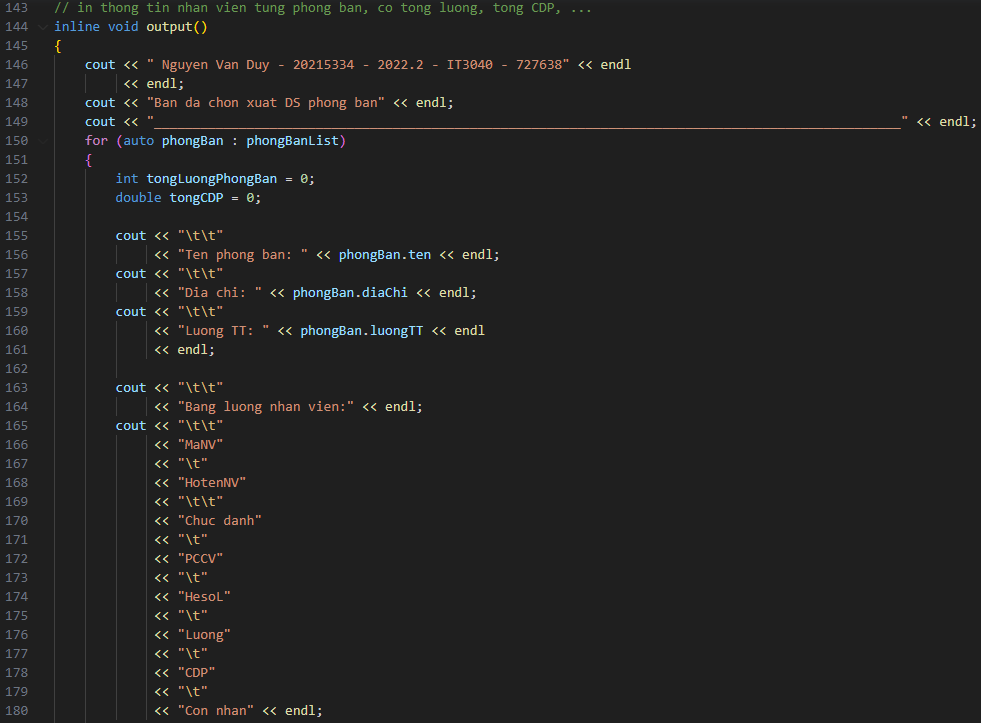 143 // in thong tin nhan vien tung phong ban, co tong luong, tong CDP, ...
144 inline void output()
145 {
146     cout << " Nguyen Van Duy - 20215334 - 2022.2 - IT3040 - 727638" << endl
147          << endl;
148     cout << "Ban da chon xuat DS phong ban" << endl;
149     cout << "_________________________________________________________________________________________________" << endl;
150     for (auto phongBan : phongBanList)
151     {
152         int tongLuongPhongBan = 0;
153         double tongCDP = 0;
154
155         cout << "\t\t"
156              << "Ten phong ban: " << phongBan.ten << endl;
157         cout << "\t\t"
158              << "Dia chi: " << phongBan.diaChi << endl;
159         cout << "\t\t"
160              << "Luong TT: " << phongBan.luongTT << endl
161              << endl;
162
163         cout << "\t\t"
164              << "Bang luong nhan vien:" << endl;
165         cout << "\t\t"
166              << "MaNV"
167              << "\t"
168              << "HotenNV"
169              << "\t\t"
170              << "Chuc danh"
171              << "\t"
172              << "PCCV"
173              << "\t"
174              << "HesoL"
175              << "\t"
176              << "Luong"
177              << "\t"
178              << "CDP"
179              << "\t"
180              << "Con nhan" << endl;